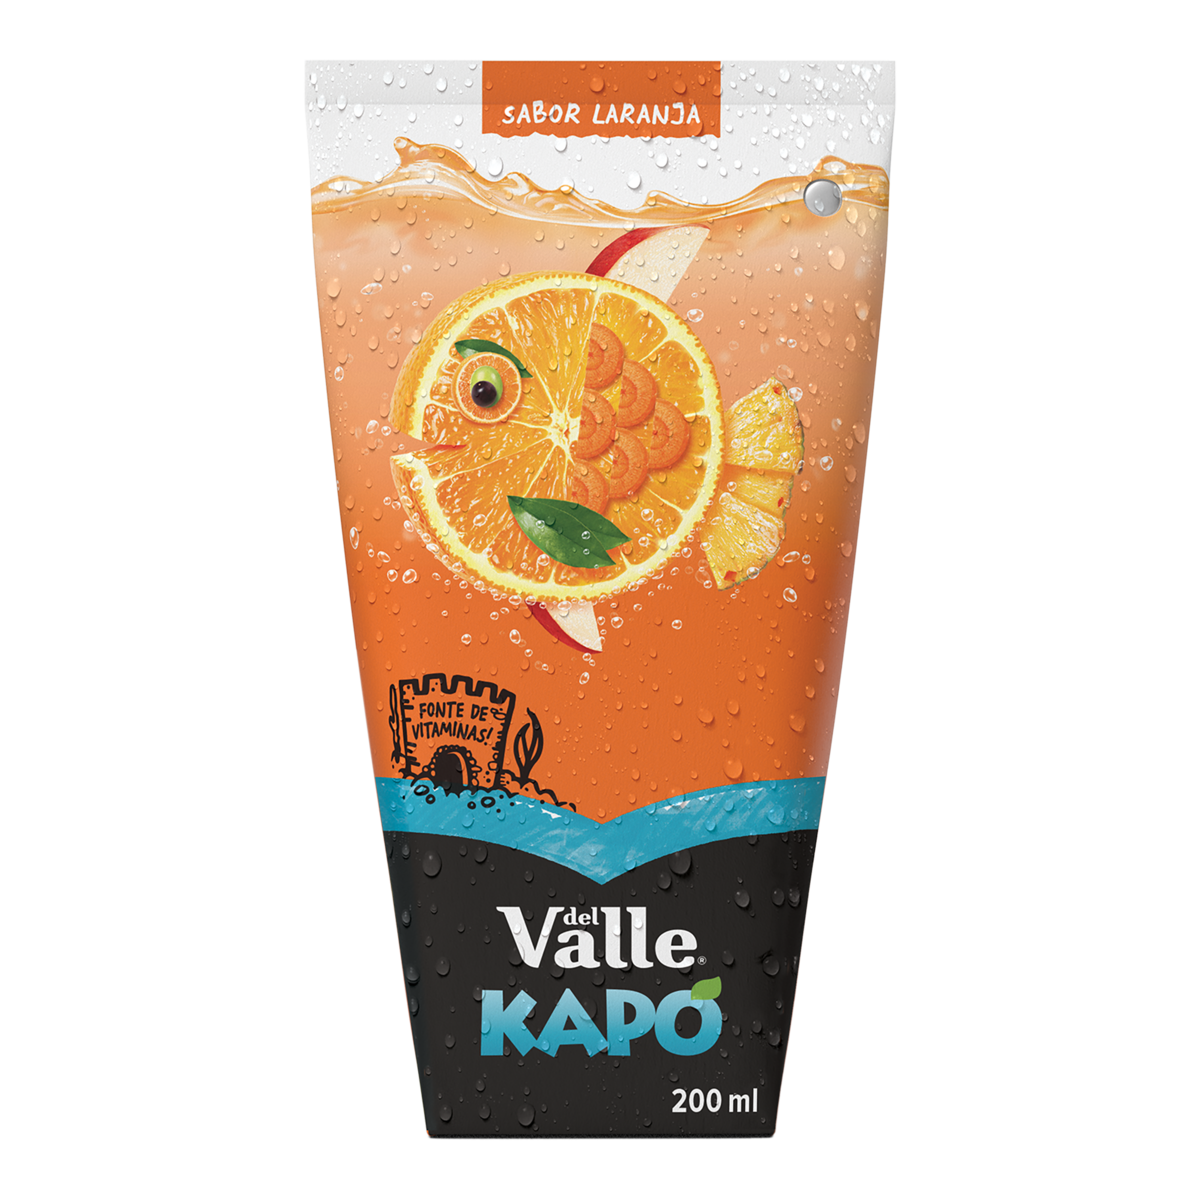 SABOR LARANJA
FONTE DE
VITAMINAS!
del
Valle®
KAPO
200 ml